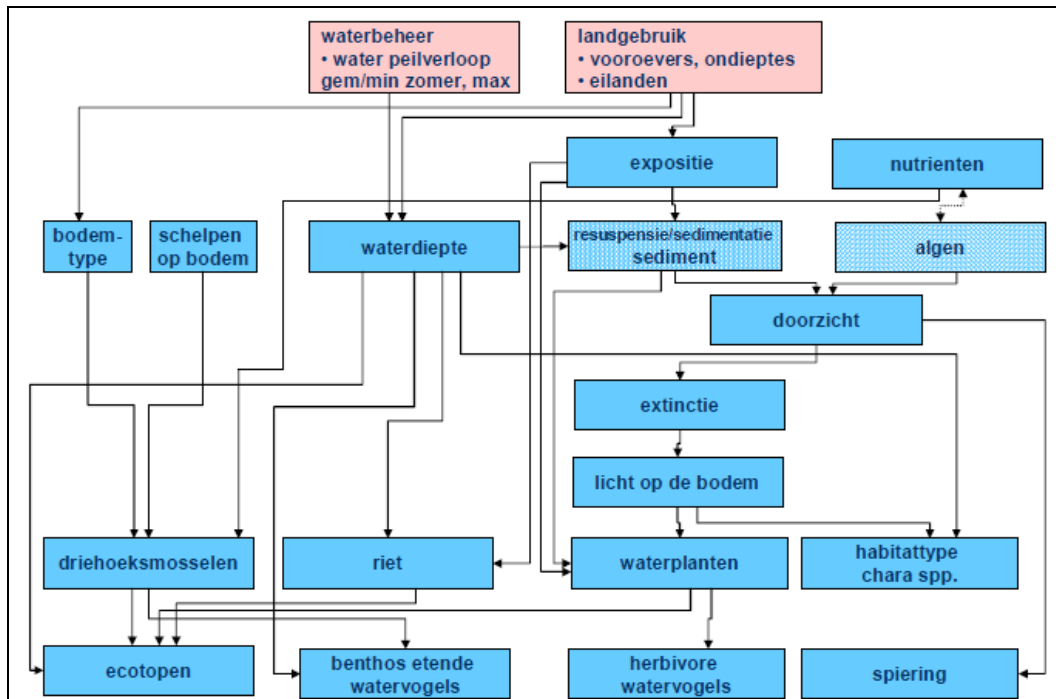 waterbeheer
• water peilverloop
gem/min zomer, max
landgebruik
• vooroevers, ondieptes
• eilanden
expositie
nutrienten
bodem-
type
schelpen
op bodem
waterdiepte
resuspensie/sedimentatie
sediment
algen
doorzicht
extinctie
licht op de bodem
driehoeksmosselen
riet
waterplanten
habitattype
chara spp.
ecotopen
benthos etende
watervogels
herbivore
watervogels
spiering